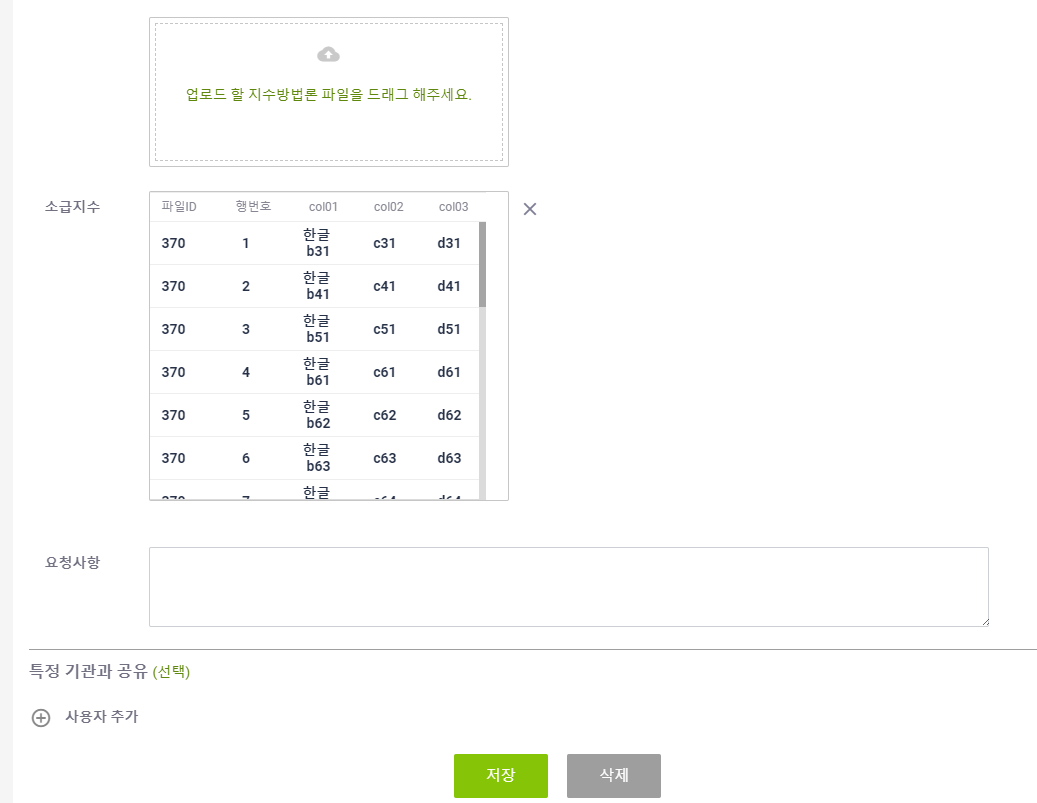 업로드 할 지수방법론 파일을 드래그 해주세요.
소급지수
파일ID 행번호 col01 col02 col03
370 1 한글 b31 c31 d31
370 2 한글 b41 c41 d41
370 3 한글 b51 c51 d51
370 4 한글 b61 c61 d61
370 5 한글 b62 c62 d62
370 6 한글 b63 c63 d63
370 7 한글 c64 d64
요청사항
특정 기관과 공유 (선택)
사용자 추가
저장 삭제